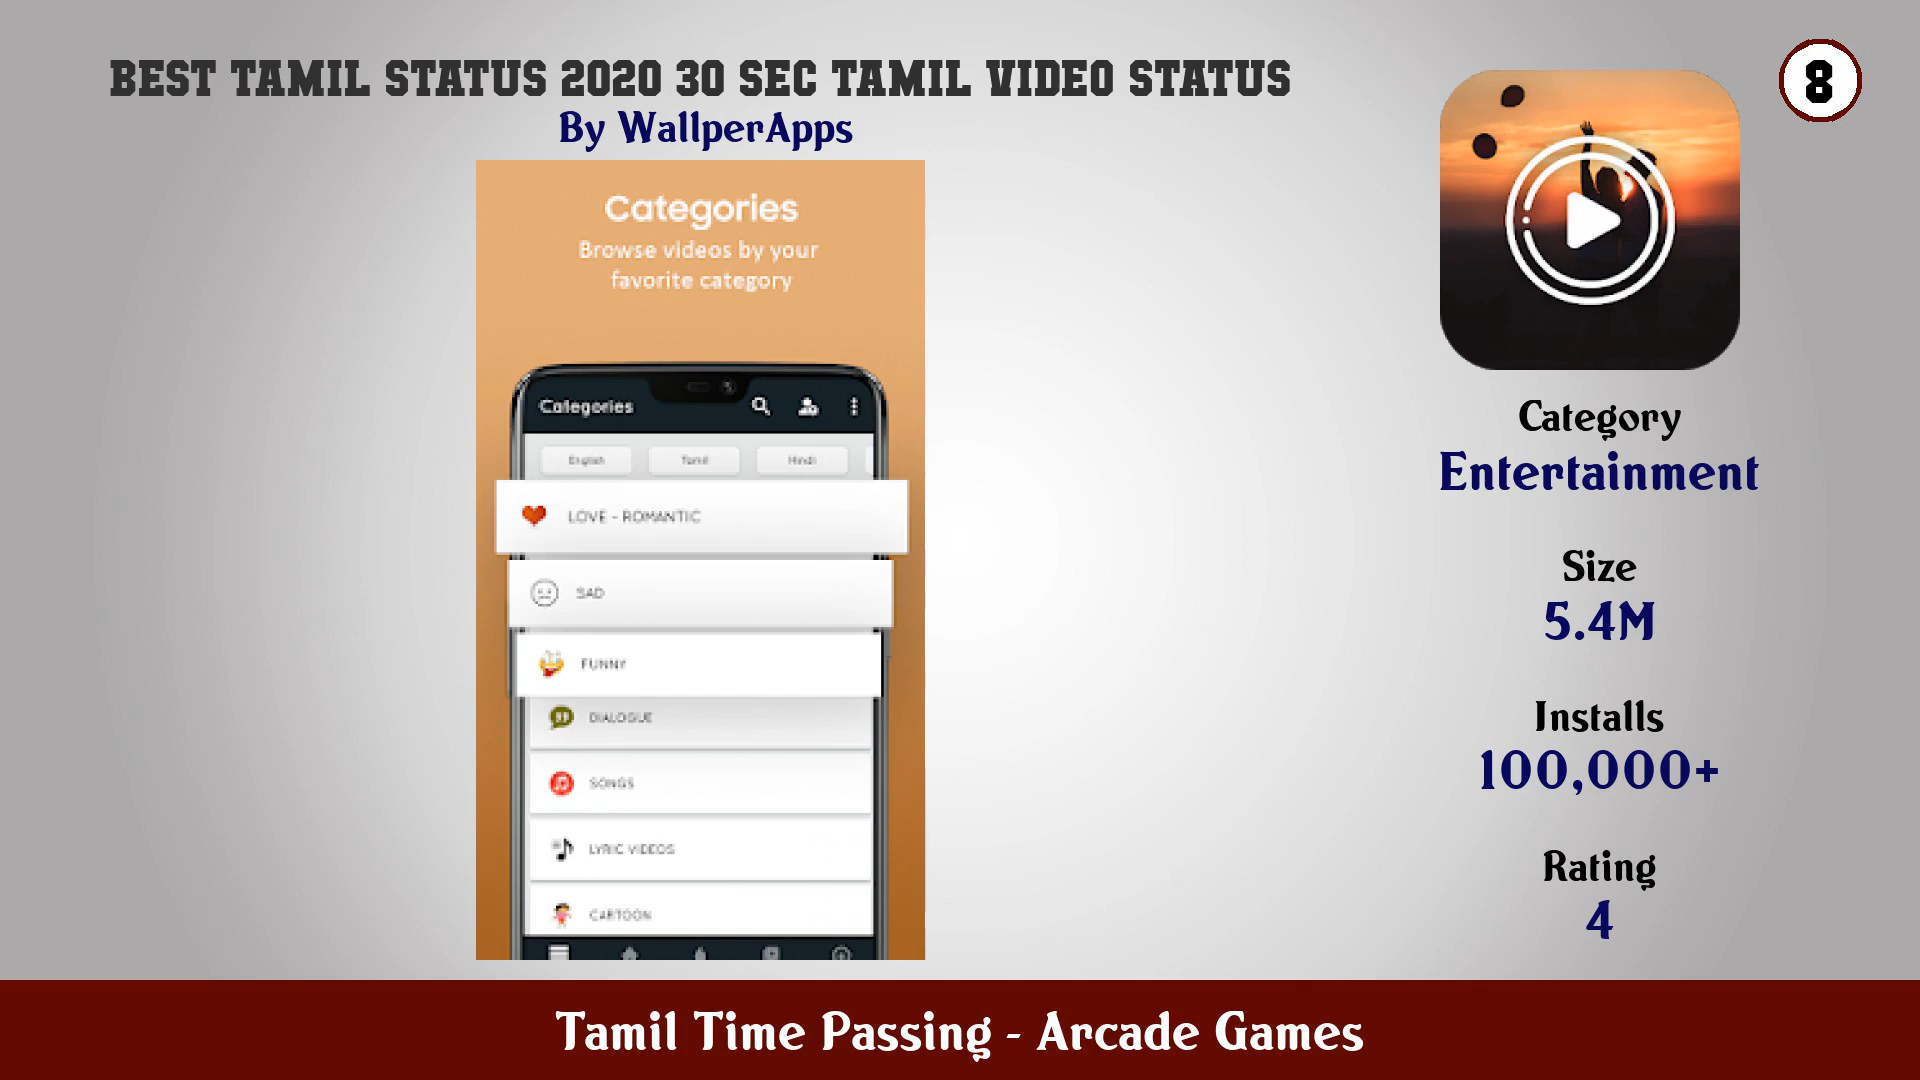 BEST TAMIL STATUS 2020 30 SEC TAMIL VIDEO STATUS
By WallperApps
8
Categories
Browse videos by your
favorite category
Categories
English Tamil Hindi
LOVE - ROMANTIC
SAD
FUNNY
DIALOGUE
SONGS
LYRIC VIDEOS
CARTOON
Category
Entertainment
Size
5.4M
Installs
100,000+
Rating
4
Tamil Time Passing - Arcade Games